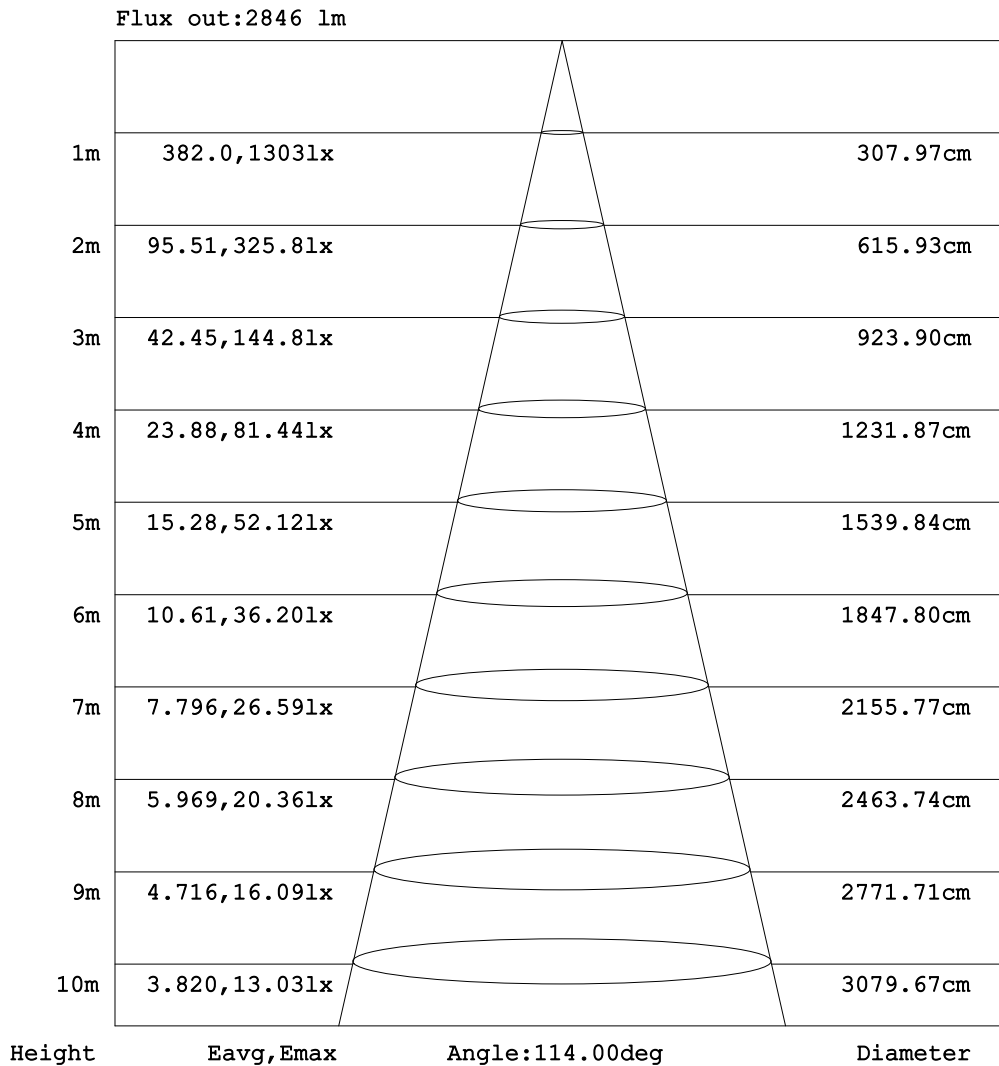 Flux out:2846 lm
1m 382.0,1303lx 307.97cm
2m 95.51,325.8lx 615.93cm
3m 42.45,144.8lx 923.90cm
4m 23.88,81.44lx 1231.87cm
5m 15.28,52.12lx 1539.84cm
6m 10.61,36.20lx 1847.80cm
7m 7.796,26.59lx 2155.77cm
8m 5.969,20.36lx 2463.74cm
9m 4.716,16.09lx 2771.71cm
10m 3.820,13.03lx 3079.67cm
Height Eavg,Emax Angle:114.00deg Diameter